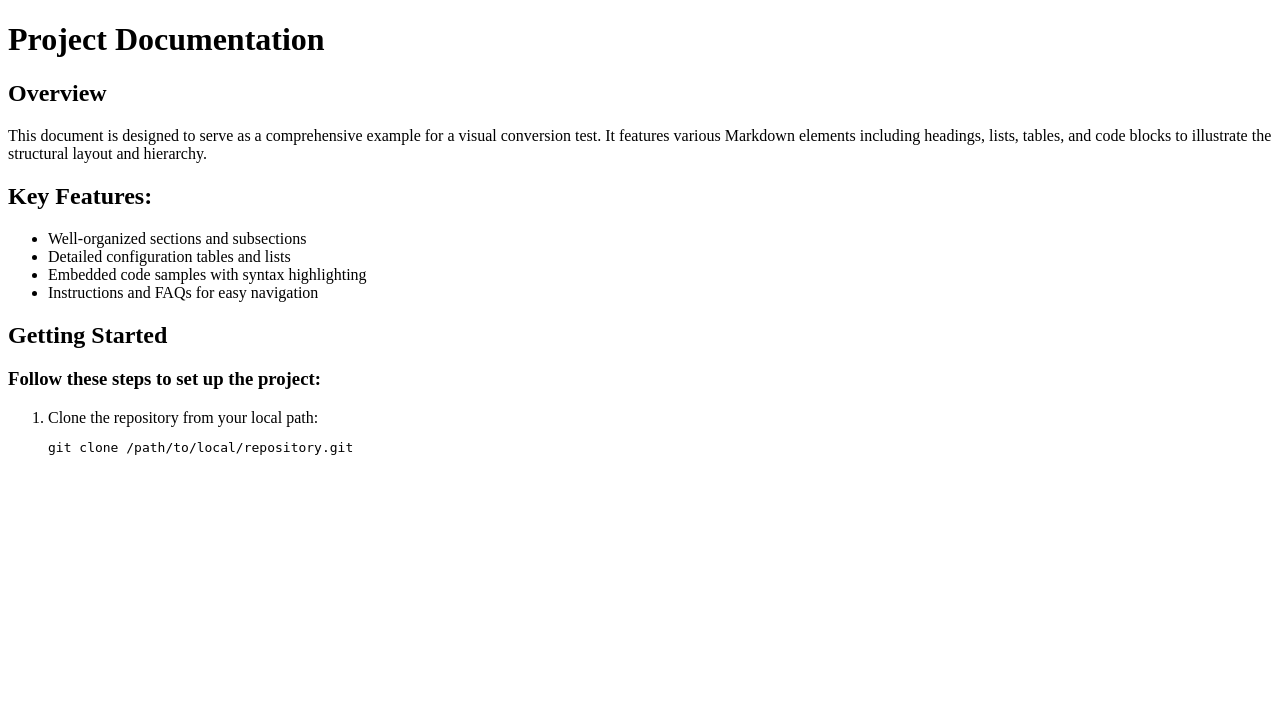 Project Documentation
Overview
This document is designed to serve as a comprehensive example for a visual conversion test. It features various Markdown elements including headings, lists, tables, and code blocks to illustrate the
structural layout and hierarchy.
Key Features:
• Well-organized sections and subsections
• Detailed configuration tables and lists
• Embedded code samples with syntax highlighting
• Instructions and FAQs for easy navigation
Getting Started
Follow these steps to set up the project:
1. Clone the repository from your local path:
git clone /path/to/local/repository.git